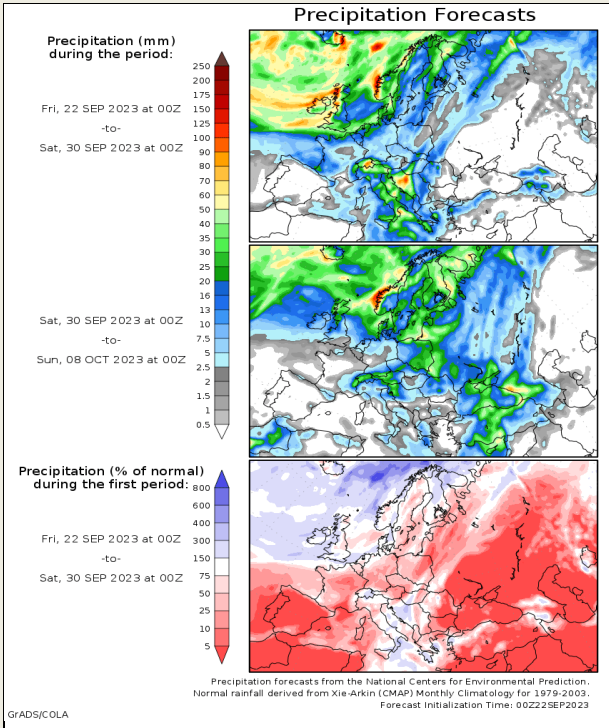 Precipitation Forecasts
Precipitation (mm)
during the period:
Fri, 22 SEP 2023 at 00Z
-to-
Sat, 30 SEP 2023 at 00Z
250
200
175
150
125
100
90
80
70
60
50
40
35
30
25
20
16
13
10
7.5
5
2.5
2
1.5
1
0.5
Sat, 30 SEP 2023 at 00Z
-to-
Sun, 08 OCT 2023 at 00Z
Precipitation (% of normal)
during the first period:
Fri, 22 SEP 2023 at 00Z
-to-
Sat, 30 SEP 2023 at 00Z
800
600
400
300
150
75
50
25
10
5
Precipitation forecasts from the National Centers for Environmental Prediction.
Normal rainfall derived from Xie-Arkin (CMAP) Monthly Climatology for 1979-2003.
Forecast Initialization Time: 00Z22SEP2023
GrADS/COLA